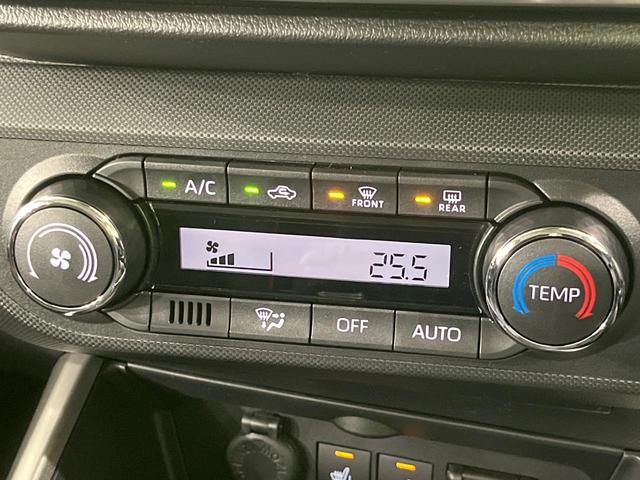 A/C
FRONT
REAR
25.5
TEMP
OFF
AUTO